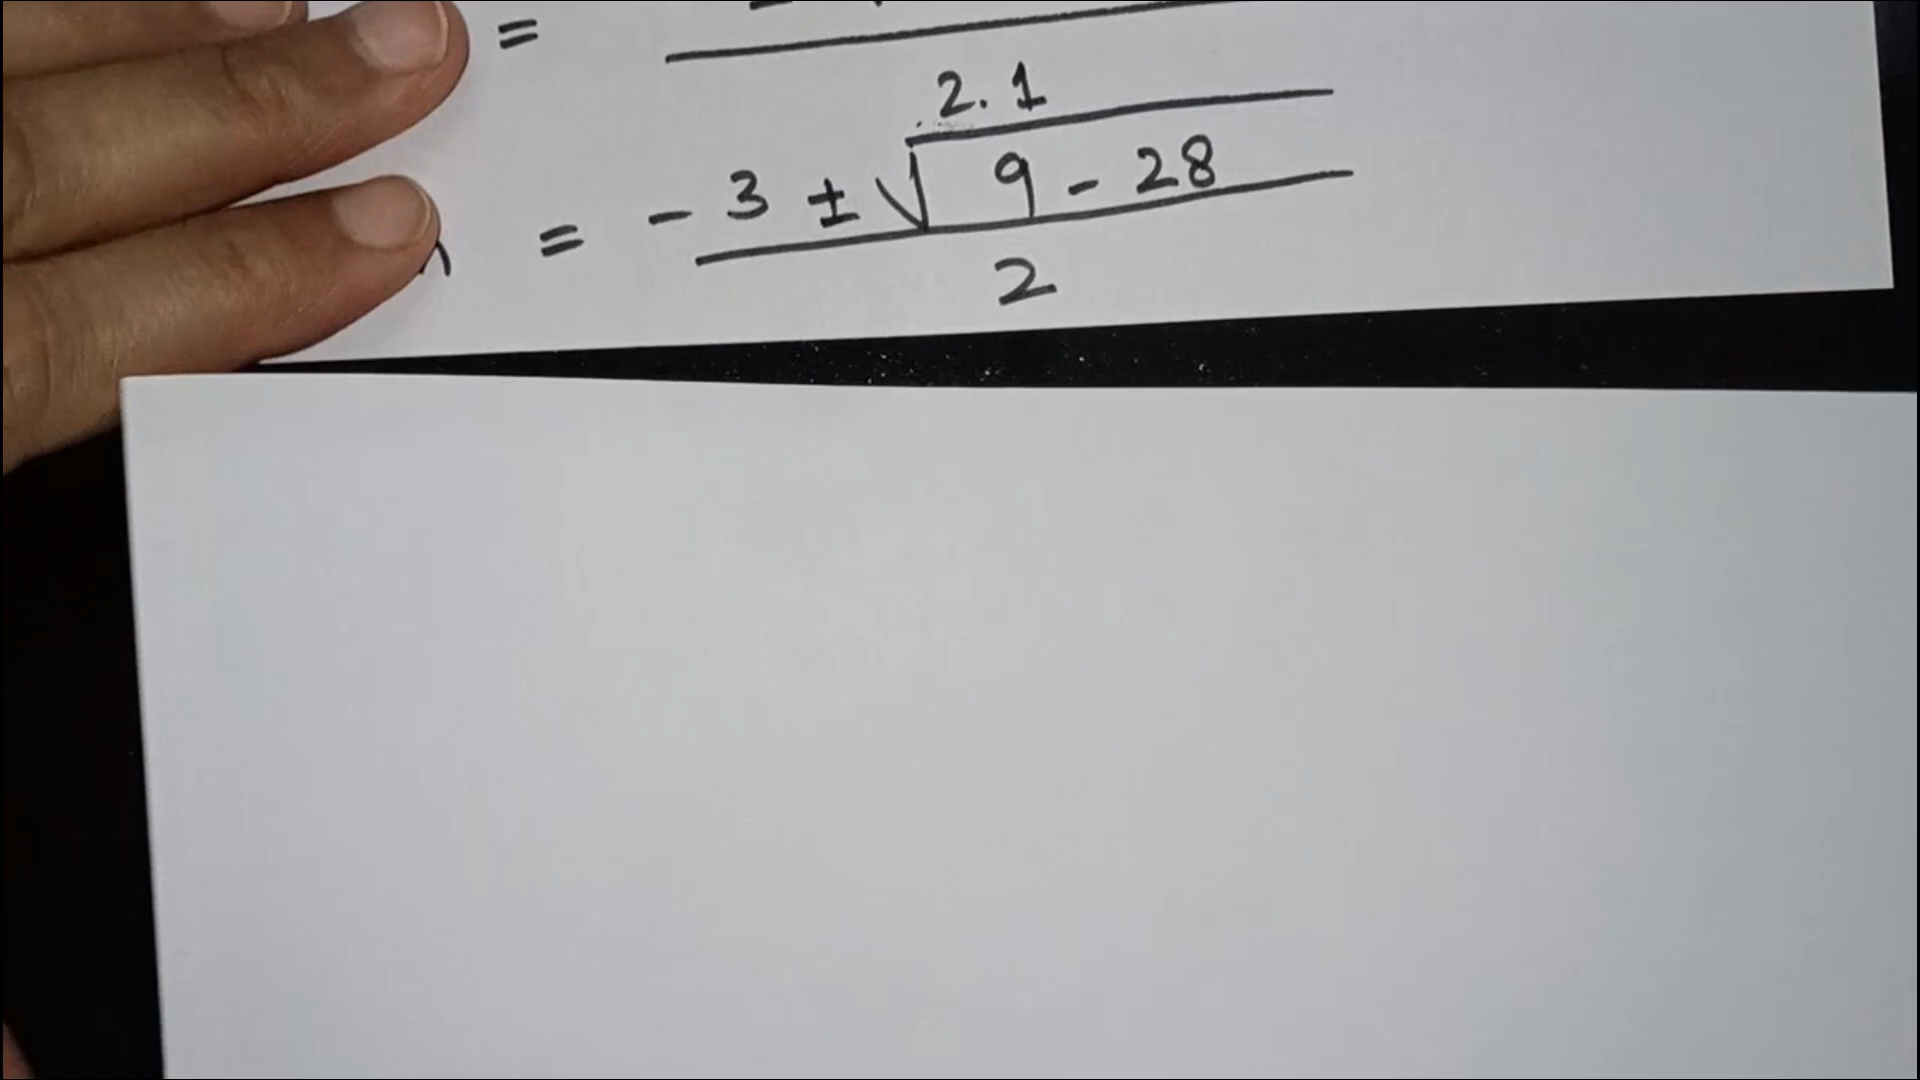 =
2.1
= -3 ± √9-28
2